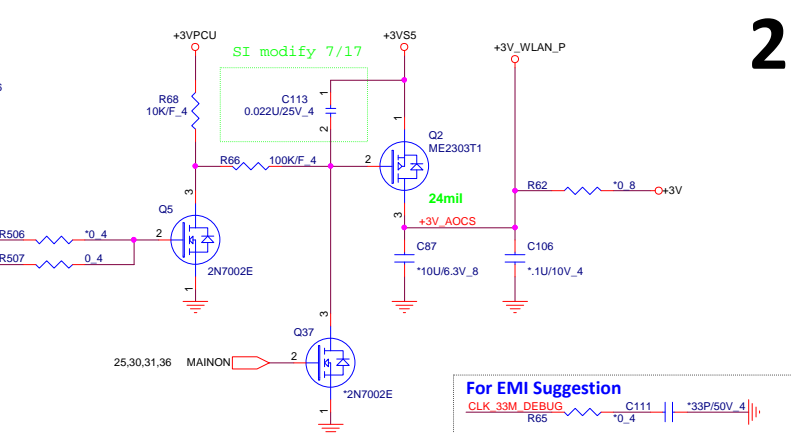 2
+3VPCU
SI modify 7/17
+3VS5
+3V_WLAN_P
R68
10K/F_4
C113
0.022U/25V_4
1
2
1
Q2
ME2303T1
R66
100K/F_4
2
3
24mil
+3V_AOCS
R62
*0_8
+3V
3
Q5
2
2N7002E
1
R506
*0_4
R507
0_4
C87
*10U/6.3V_8
C106
*.1U/10V_4
3
Q37
25,30,31,36
MAINON
2
*2N7002E
1
For EMI Suggestion
CLK_33M_DEBUG
R65
*0_4
C111
*33P/50V_4